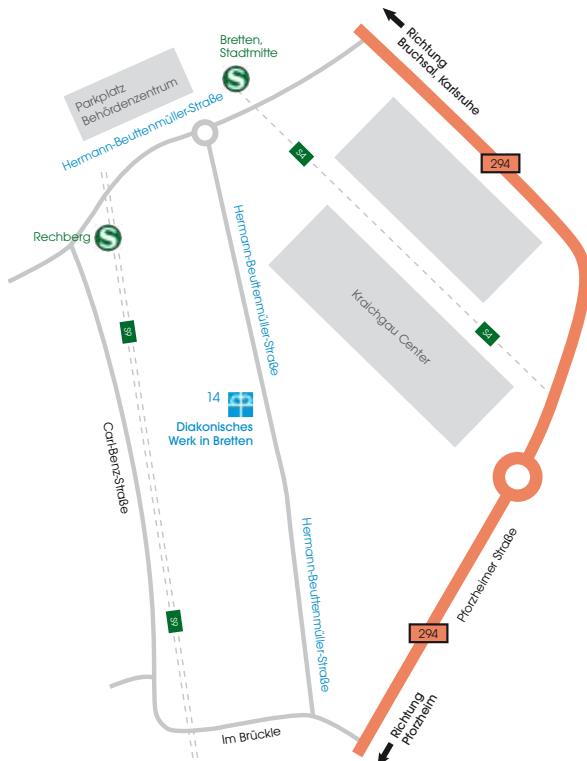 Richtung
Bruchsal, Karlsruhe
Bretten,
Stadtmitte
S
Parkplatz
Behördenzentrum
Hermann-Beuttenmüller-Straße
S4
294
Rechberg
S
Hermann-Beuttenmüller-Straße
Kraichgau Center
S9
S4
14
Diakonisches
Werk in Bretten
Carl-Benz-Straße
Hermann-Beuttenmüller-Straße
Pforzheimer Straße
S9
294
Richtung
Pforzheim
Im Brückle